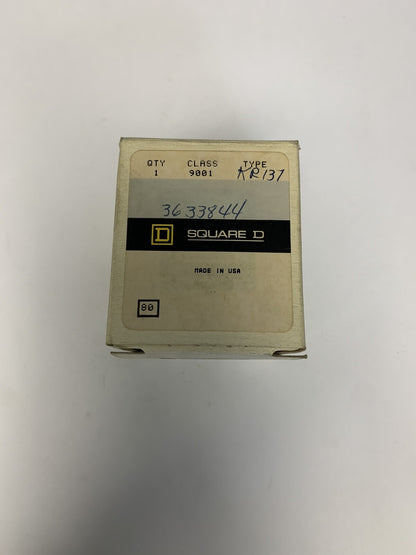 QTY CLASS TYPE
1 9001 KR137
3633844
D SQUARE D
MADE IN USA
80